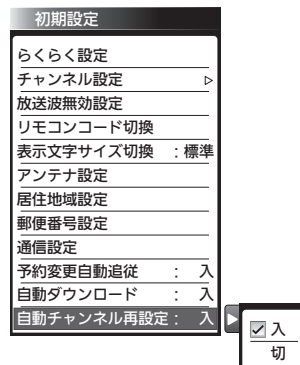 初期設定
らくらく設定
チャンネル設定 ▷
放送波無効設定
リモコンコード切換
表示文字サイズ切換 :標準
アンテナ設定
居住地域設定
郵便番号設定
通信設定
予約変更自動追従 : 入
自動ダウンロード : 入
自動チャンネル再設定: 入
入
切